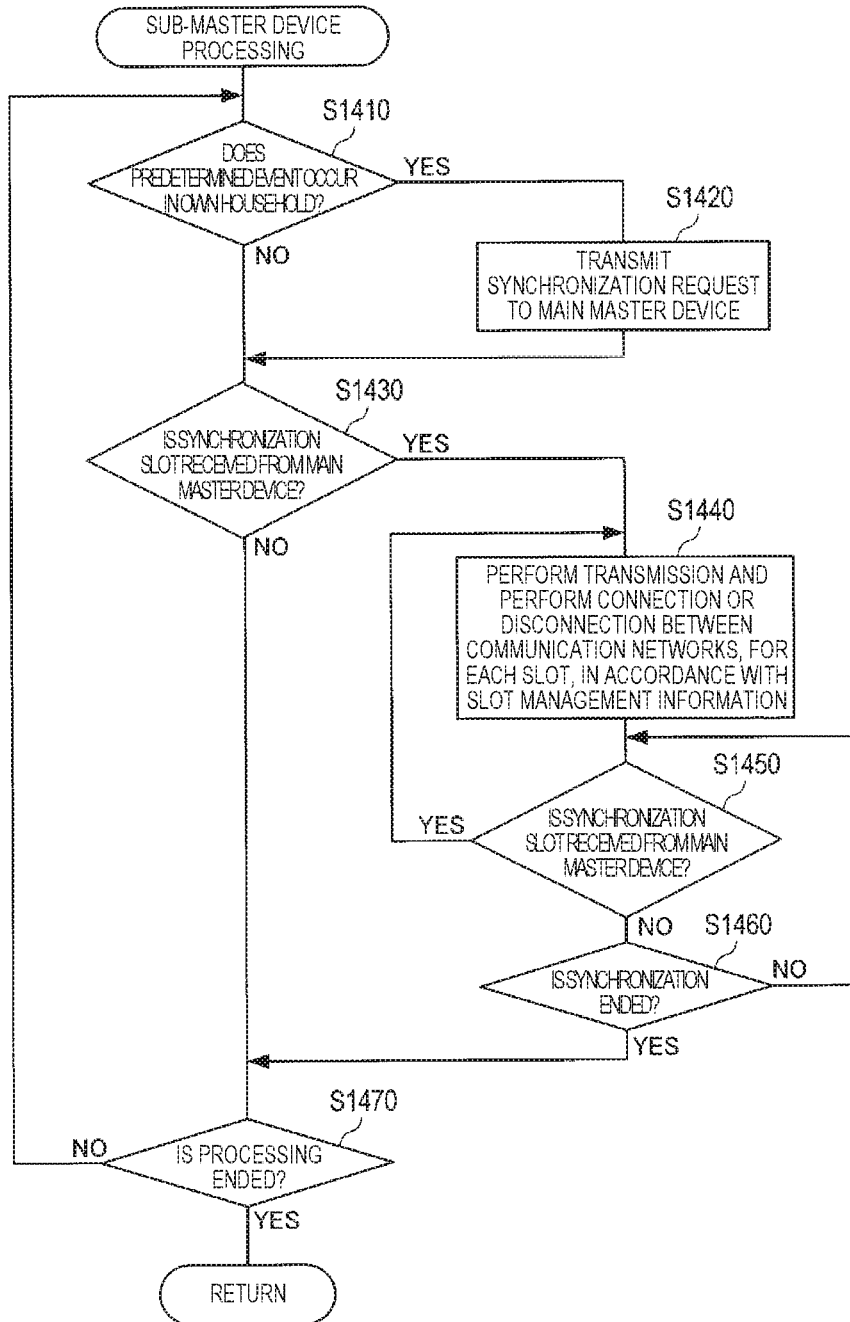 SUB-MASTER DEVICE
PROCESSING
S1410
DOES
PREDETERMINED EVENT OCCUR
IN OWN HOUSEHOLD?
YES
NO
S1420
TRANSMIT
SYNCHRONIZATION REQUEST
TO MAIN MASTER DEVICE
S1430
IS SYNCHRONIZATION
SLOT RECEIVED FROM MAIN
MASTER DEVICE?
YES
NO
S1440
PERFORM TRANSMISSION AND
PERFORM CONNECTION OR
DISCONNECTION BETWEEN
COMMUNICATION NETWORKS, FOR
EACH SLOT, IN ACCORDANCE WITH
SLOT MANAGEMENT INFORMATION
S1450
IS SYNCHRONIZATION
SLOT RECEIVED FROM MAIN
MASTER DEVICE?
YES
NO
S1460
IS SYNCHRONIZATION
ENDED?
NO
YES
S1470
IS PROCESSING
ENDED?
NO
YES
RETURN